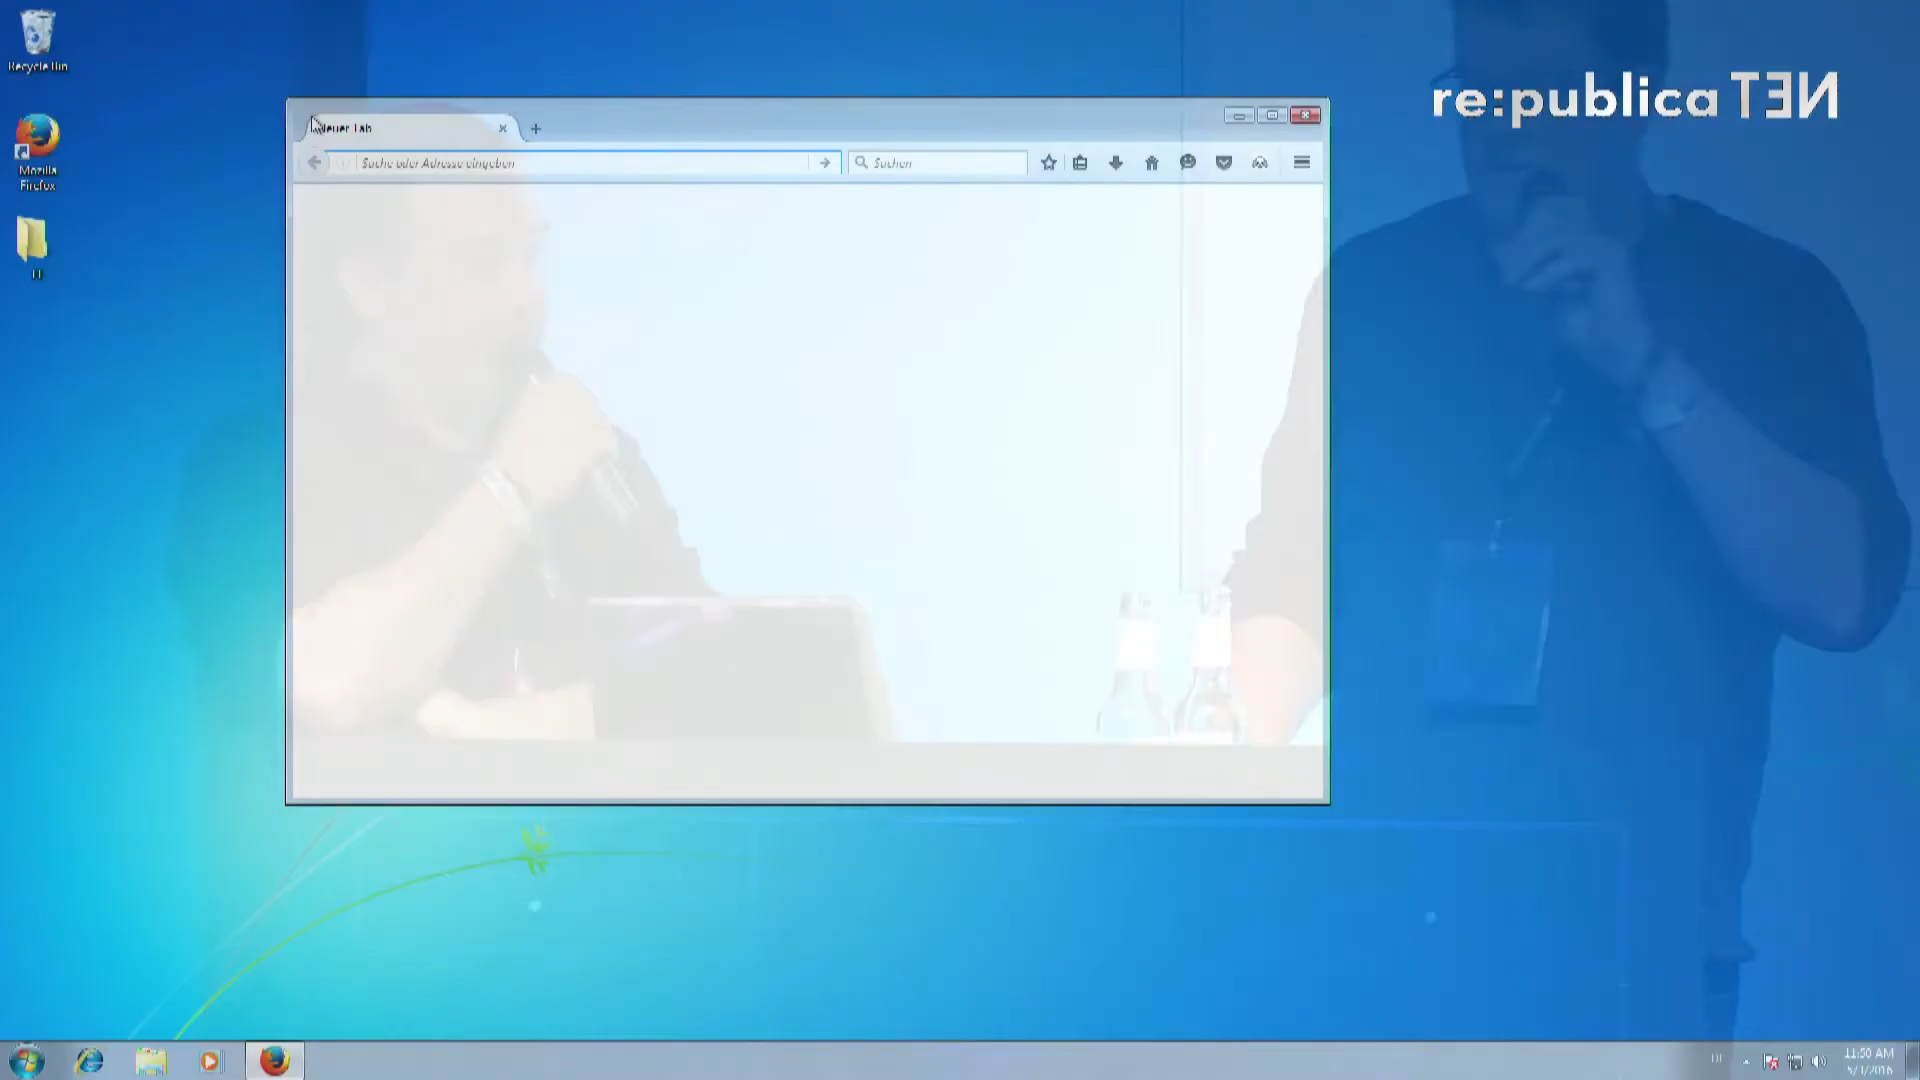 Recycle Bin
re:publica TEN
Neuer Tab
Mozilla
Firefox
Suche oder Adresse eingeben
Suchen
11:50 AM